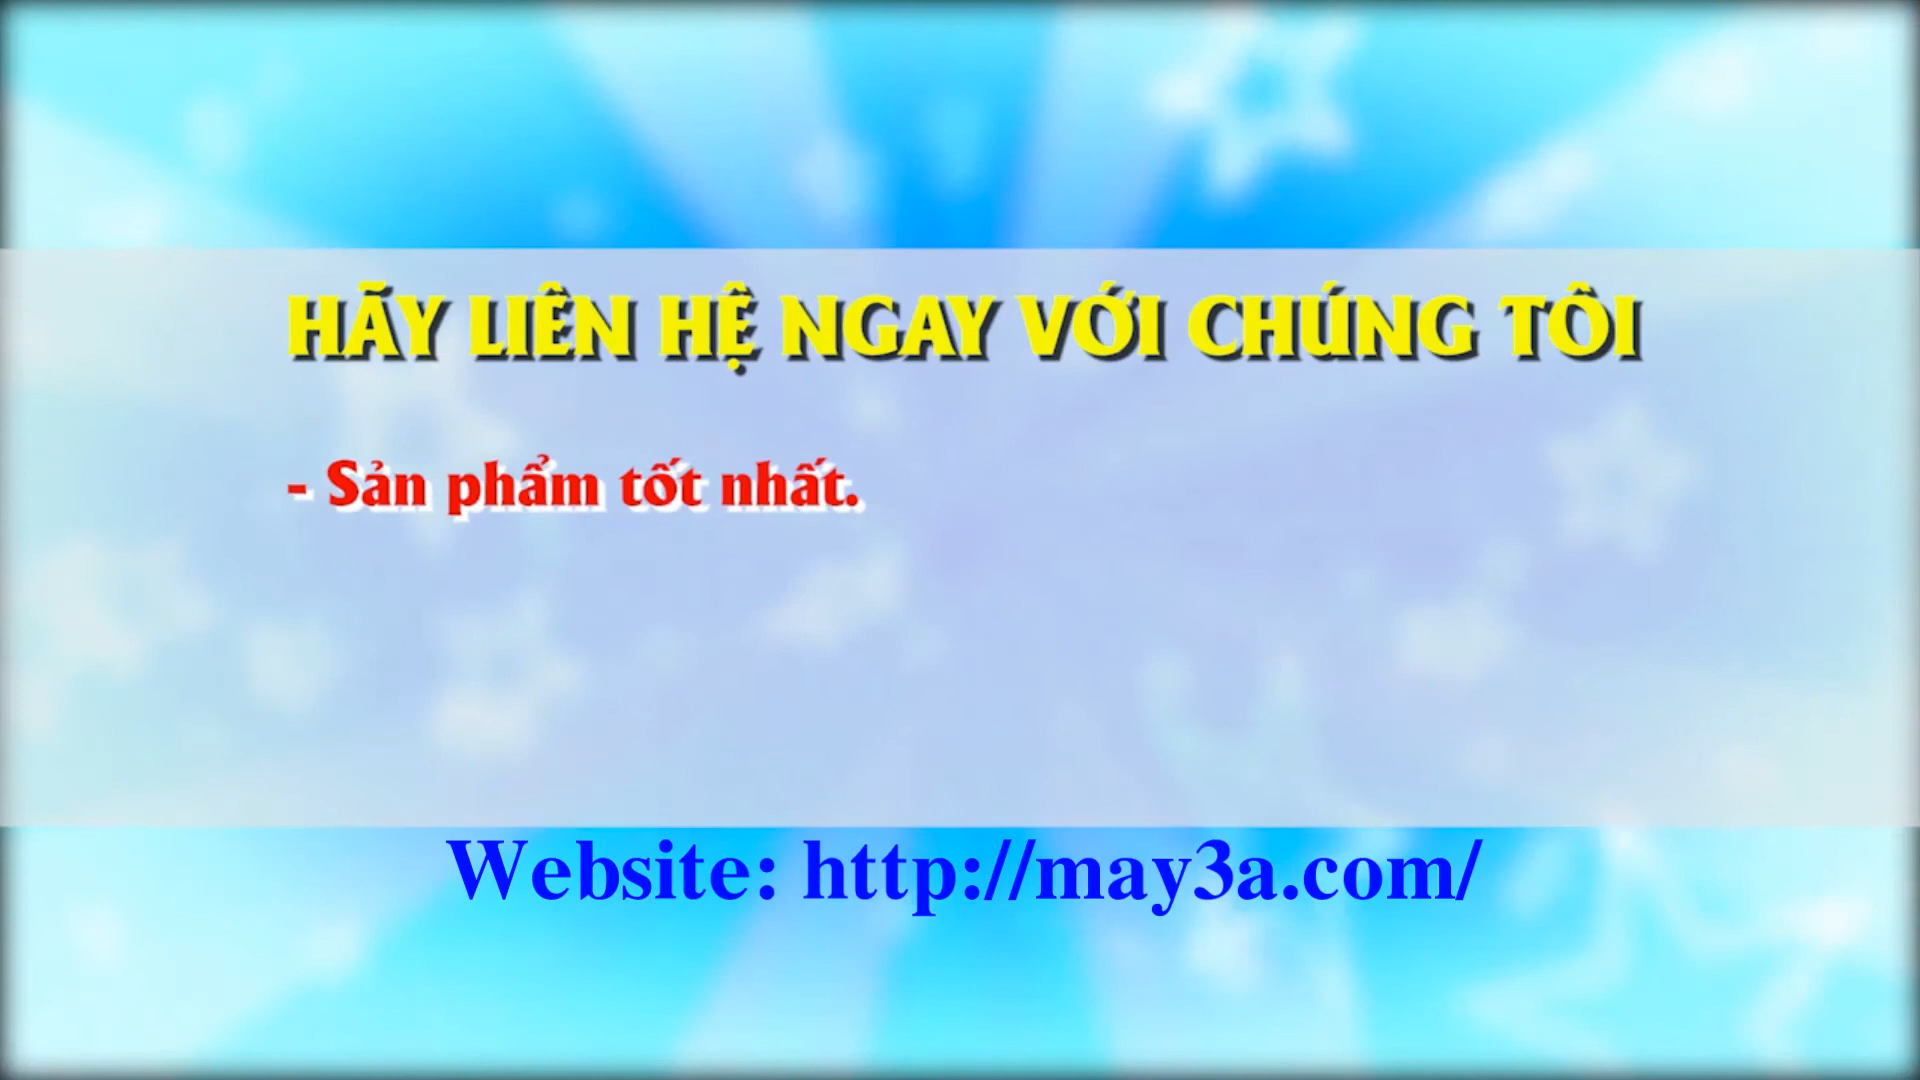 HÃY LIÊN HỆ NGAY VỚI CHÚNG TÔI
- Sản phẩm tốt nhất.
Website: http://may3a.com/